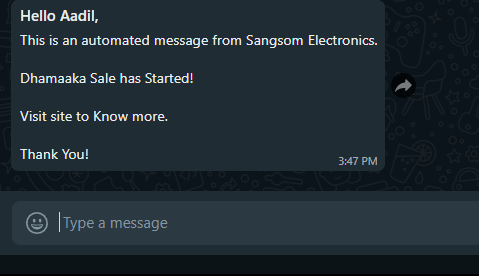 Hello Aadil,
This is an automated message from Sangsom Electronics.
Dhamaaka Sale has Started!
Visit site to Know more.
Thank You!
3:47 PM
Type a message